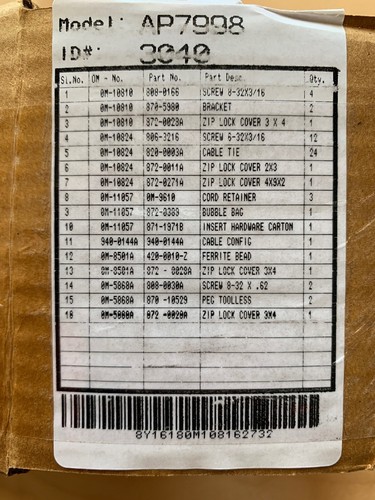 Model: AP7998
ID#: 3040
Sl.No. OM - No. Part No. Part Desc. Qty.
1 0M-10810 808-0166 SCREW 8-32X3/16 4
2 0M-10810 870-5980 BRACKET 2
3 0M-10810 872-0023A ZIP LOCK COVER 3 X 4 1
4 0M-10824 806-3216 SCREW 6-32X3/16 12
5 0M-10824 820-0003A CABLE TIE 24
6 0M-10824 872-0011A ZIP LOCK COVER 2X3 1
7 0M-10824 872-0271A ZIP LOCK COVER 4X9X2 1
8 0M-11057 0M-9610 CORD RETAINER 3
9 0M-11057 872-8383 BUBBLE BAG 1
10 0M-11057 871-1971B INSERT HARDWARE CARTON 1
11 940-0144A 940-0144A CABLE CONFIG 1
12 0M-8501A 420-0010-Z FERRITE BEAD 1
13 0M-8501A 872 - 0020A ZIP LOCK COVER 3X4 1
14 0M-5868A 808-0030A SCREW 8-32 X .62 2
15 0M-5868A 870 -10529 PEG TOOLLESS 2
16 0M-5868A 872 -0020A ZIP LOCK COVER 3X4 1
8Y16180M108162732